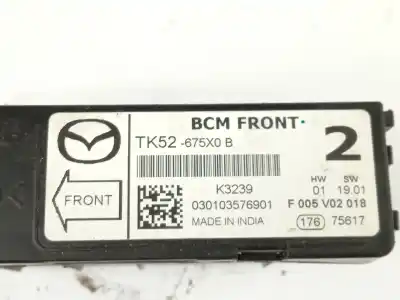 BCM FRONT
TK52-675X0 B
2
FRONT
K3239
030103576901
MADE IN INDIA
HW SW
01 19.01
F 005 V02 018
176 75617